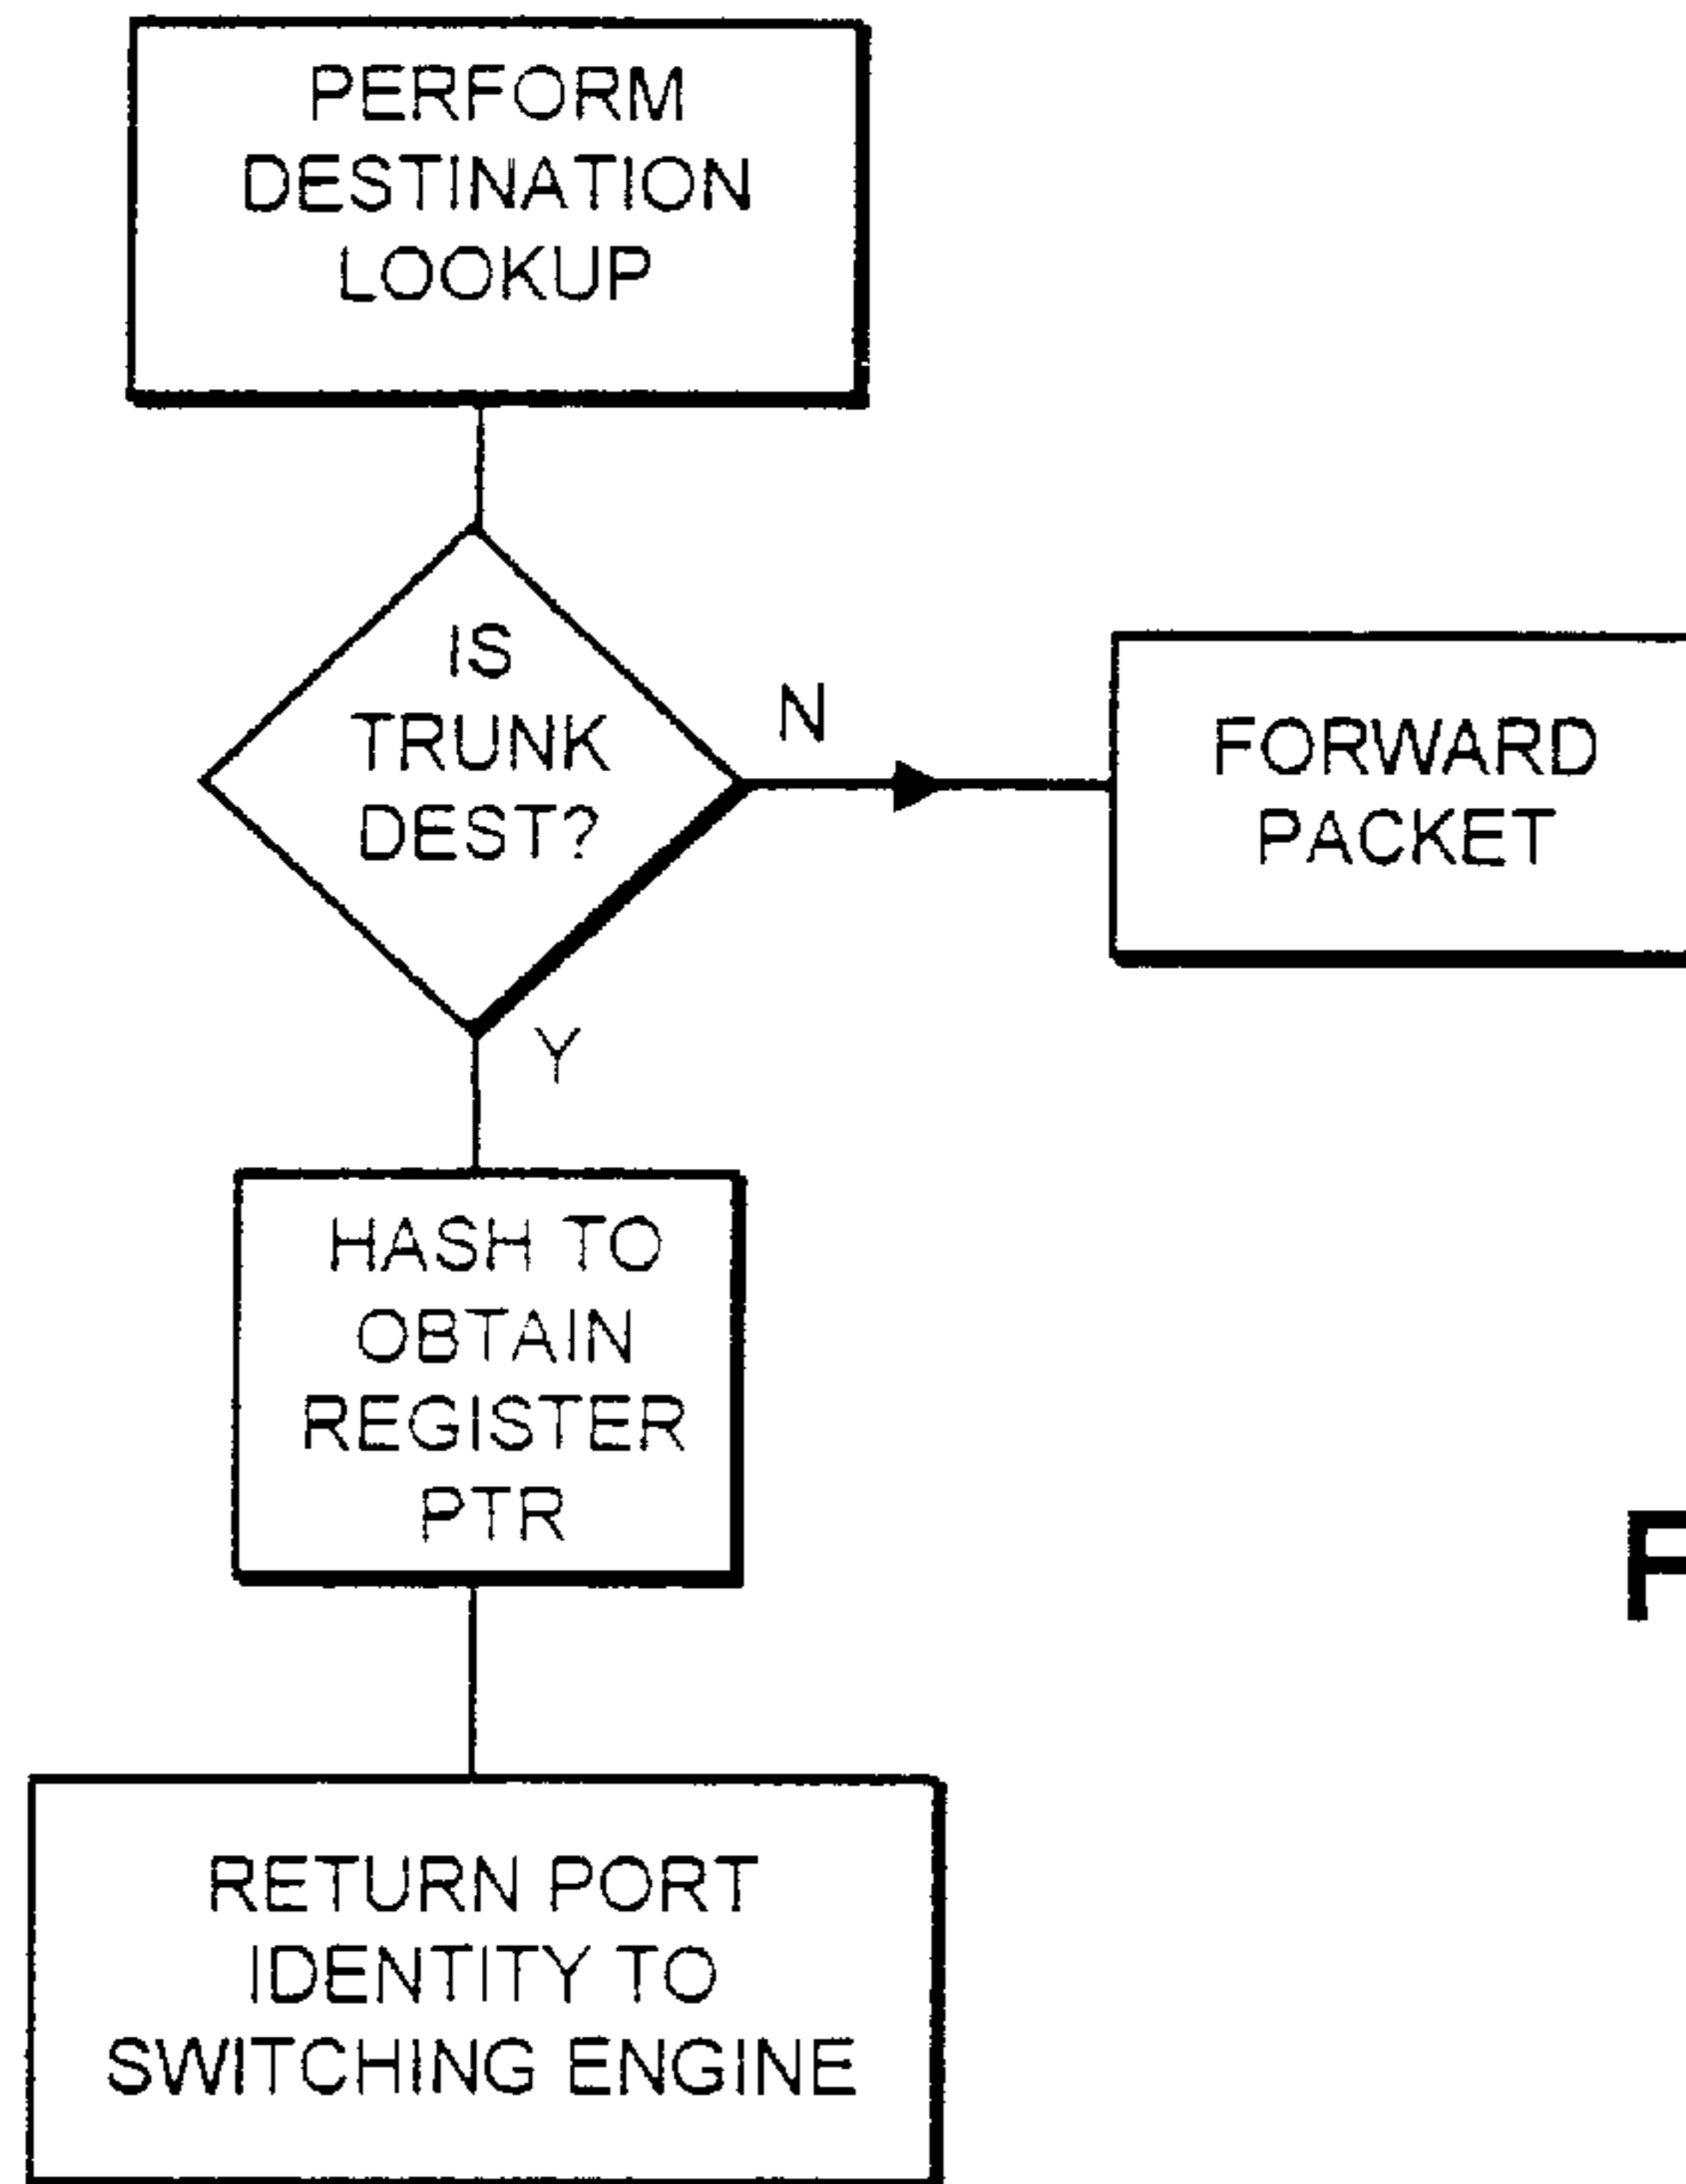 PERFORM
DESTINATION
LOOKUP
IS
TRUNK
DEST?
N
FORWARD
PACKET
Y
HASH TO
OBTAIN
REGISTER
PTR
F
RETURN PORT
IDENTITY TO
SWITCHING ENGINE